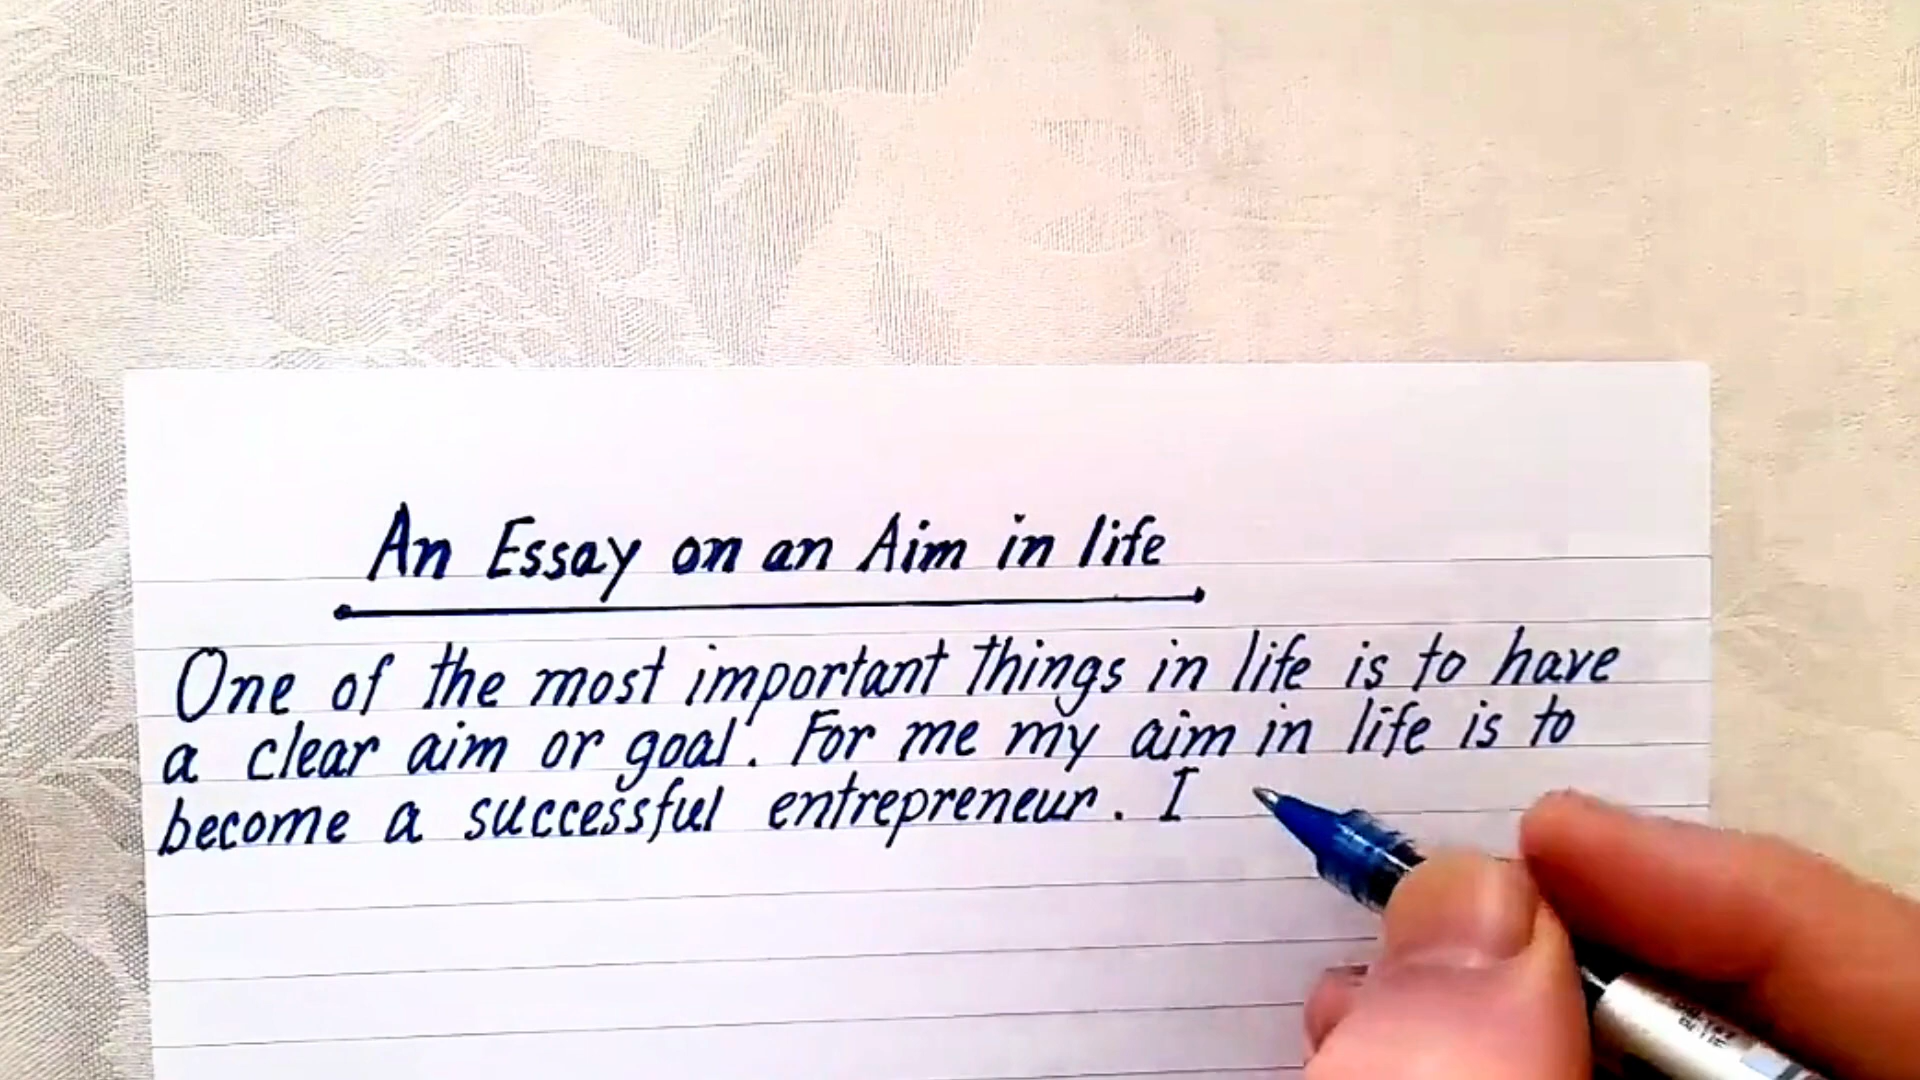 An Essay on an Aim in life
One of the most important things in life is to have
a clear aim or goal. For me my aim in life is to
become a successful entrepreneur. I